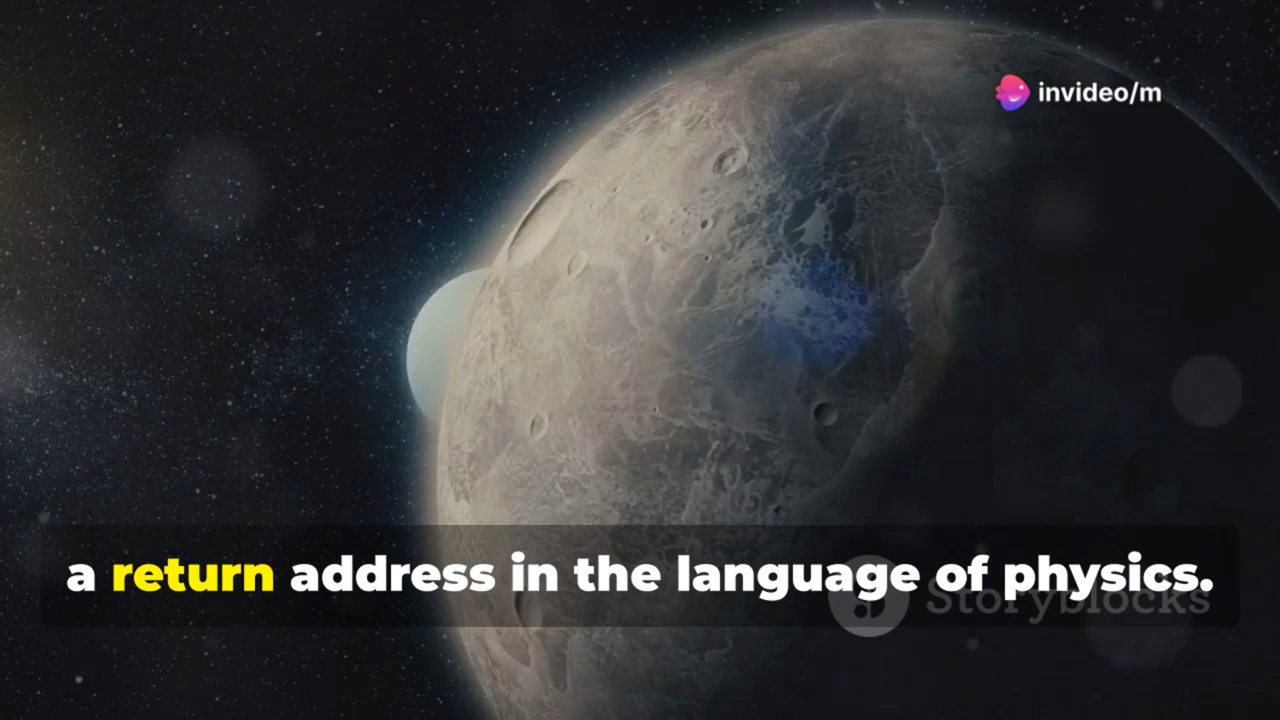 invideo/m
a return address in the language of physics.
Storyblocks